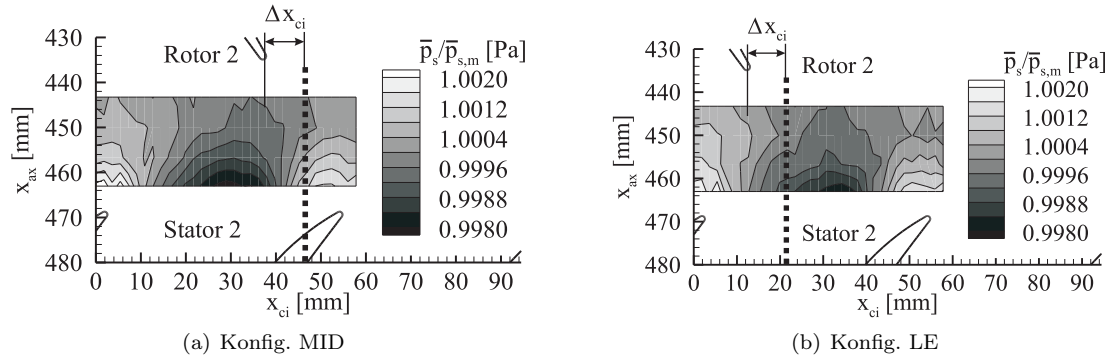 Δx_ci
430
440
450
460
470
480
x_ax [mm]
Rotor 2
Stator 2
0 10 20 30 40 50 60 70 80 90
x_ci [mm]
p̅_s/p̅_s,m [Pa]
1.0020
1.0012
1.0004
0.9996
0.9988
0.9980
(a) Konfig. MID
Δx_ci
430
440
450
460
470
480
x_ax [mm]
Rotor 2
Stator 2
0 10 20 30 40 50 60 70 80 90
x_ci [mm]
p̅_s/p̅_s,m [Pa]
1.0020
1.0012
1.0004
0.9996
0.9988
0.9980
(b) Konfig. LE